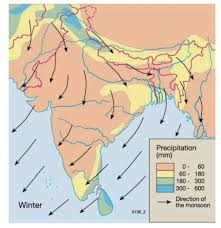 Winter
Precipitation
(mm)
0 - 60
60 - 180
180 - 300
300 - 600
Direction of
the monsoon